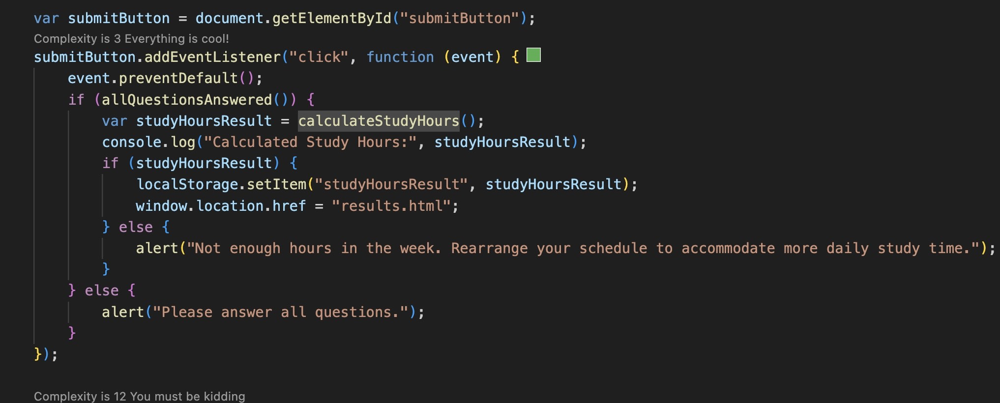 var submitButton = document.getElementById("submitButton");
Complexity is 3 Everything is cool!
submitButton.addEventListener("click", function (event) {
event.preventDefault();
if (allQuestionsAnswered()) {
var studyHoursResult = calculateStudyHours();
console.log("Calculated Study Hours:", studyHoursResult);
if (studyHoursResult) {
localStorage.setItem("studyHoursResult", studyHoursResult);
window.location.href = "results.html";
} else {
alert("Not enough hours in the week. Rearrange your schedule to accommodate more daily study time.");
}
} else {
alert("Please answer all questions.");
}
});
Complexity is 12 You must be kidding